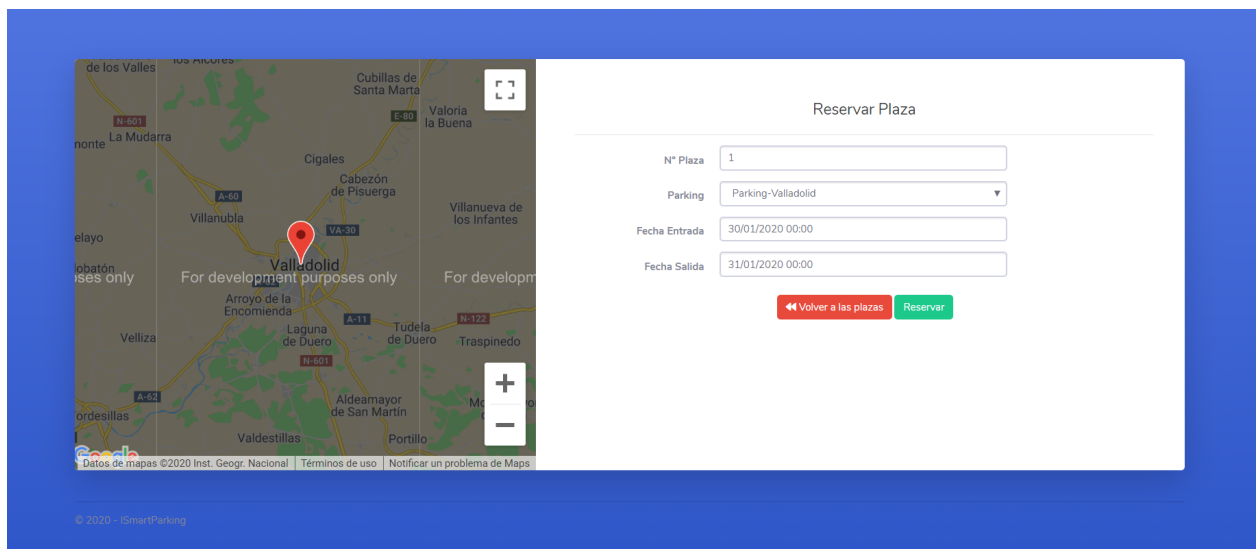 de los Valles
los Alcores
Cubillas de
Santa Marta
E-80
Valoria
la Buena
N-601
La Mudarra
monte
Cigales
Cabezón
de Pisuerga
A-60
Villanubla
Villanueva de
los Infantes
VA-30
elayo
Valladolid
lobatón
oses only
For development purposes only
For developm
Arroyo de la
Encomienda
A-11
N-122
Laguna
de Duero
Tudela
de Duero
Traspinedo
Velliza
N-601
A-62
Aldeamayor
de San Martín
ordesillas
Valdestillas
Portillo
Google
Datos de mapas ©2020 Inst. Geogr. Nacional
Términos de uso
Notificar un problema de Maps
Reservar Plaza
N° Plaza 1
Parking Parking-Valladolid
Fecha Entrada 30/01/2020 00:00
Fecha Salida 31/01/2020 00:00
Volver a las plazas Reservar
© 2020 - ISmartParking